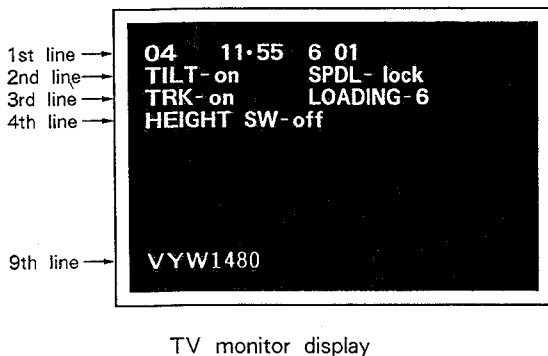 1st line 04 11·55 6 01
2nd line TILT-on SPDL-lock
3rd line TRK-on LOADING-6
4th line HEIGHT SW-off
9th line VYW1480
TV monitor display